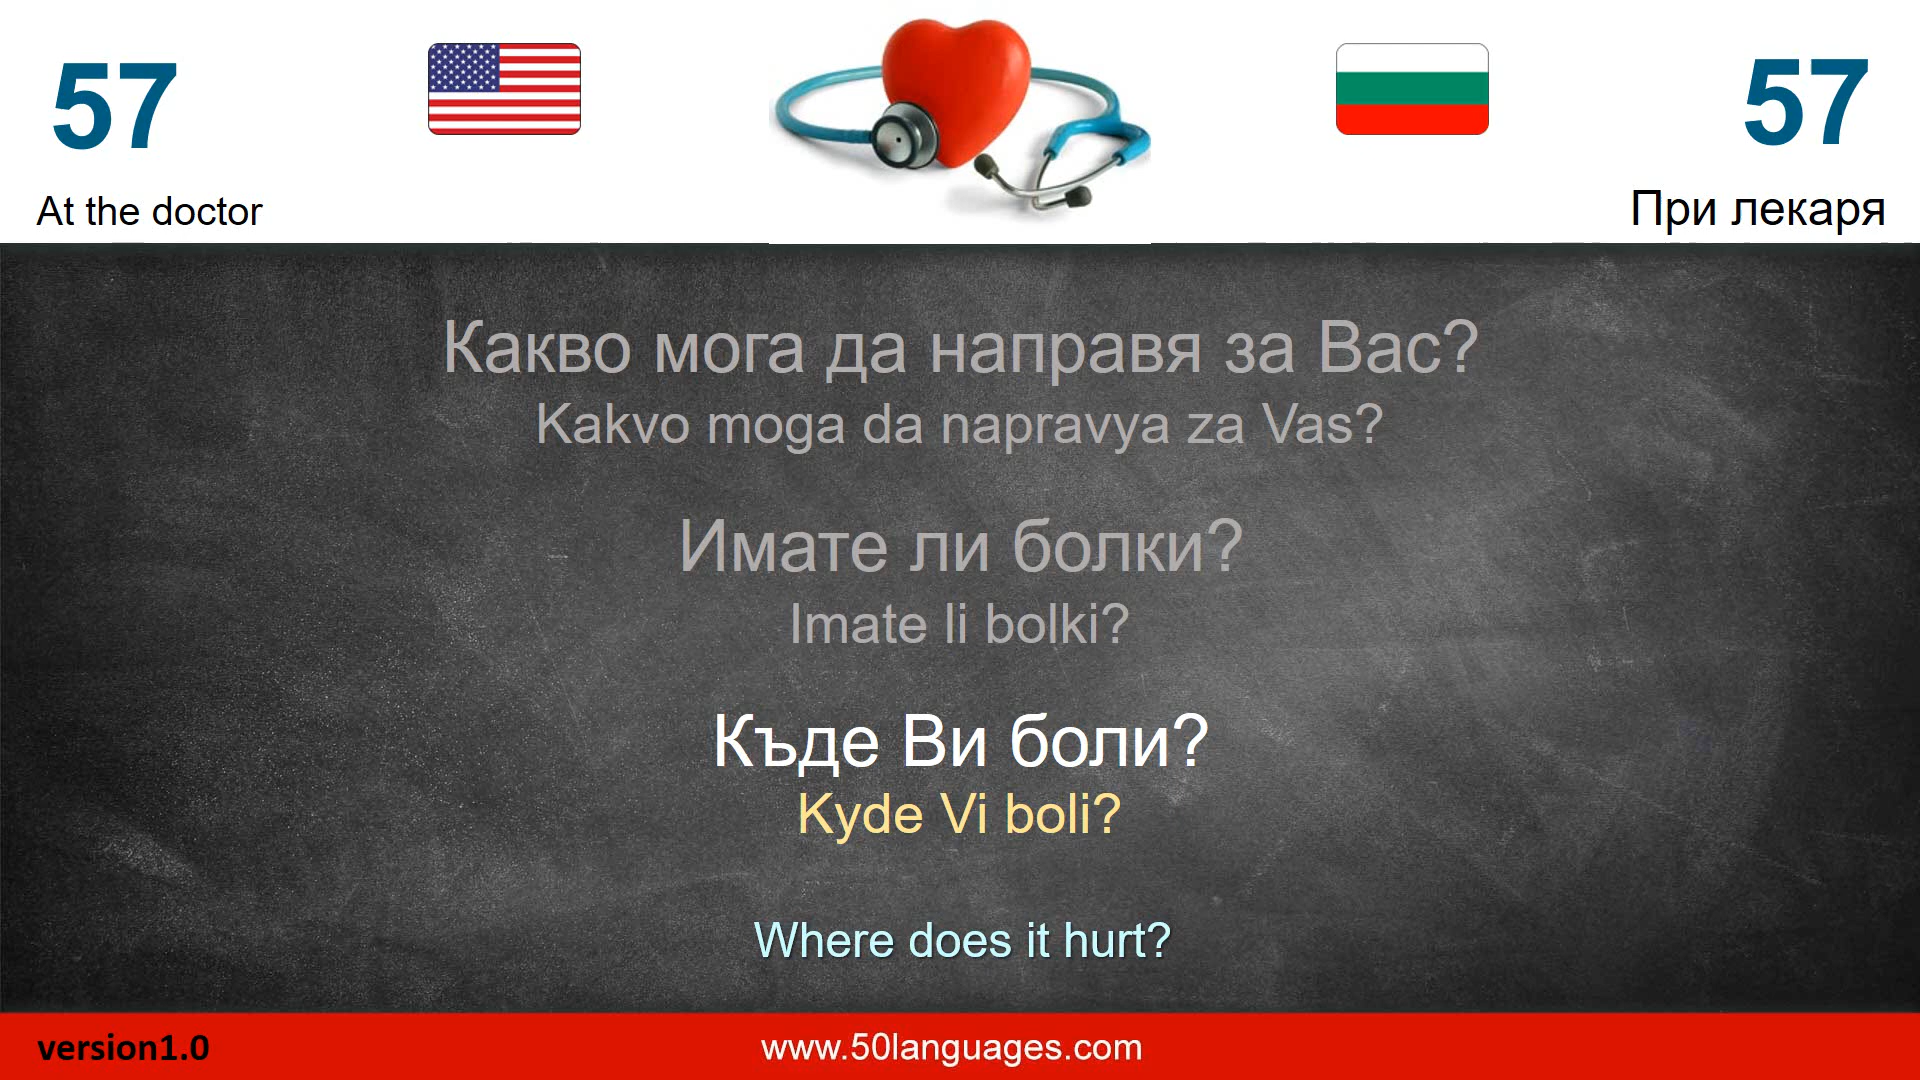 57
57
At the doctor
При лекаря
Какво мога да направя за Вас?
Kakvo moga da napravya za Vas?
Имате ли болки?
Imate li bolki?
Къде Ви боли?
Kyde Vi boli?
Where does it hurt?
version1.0
www.50languages.com